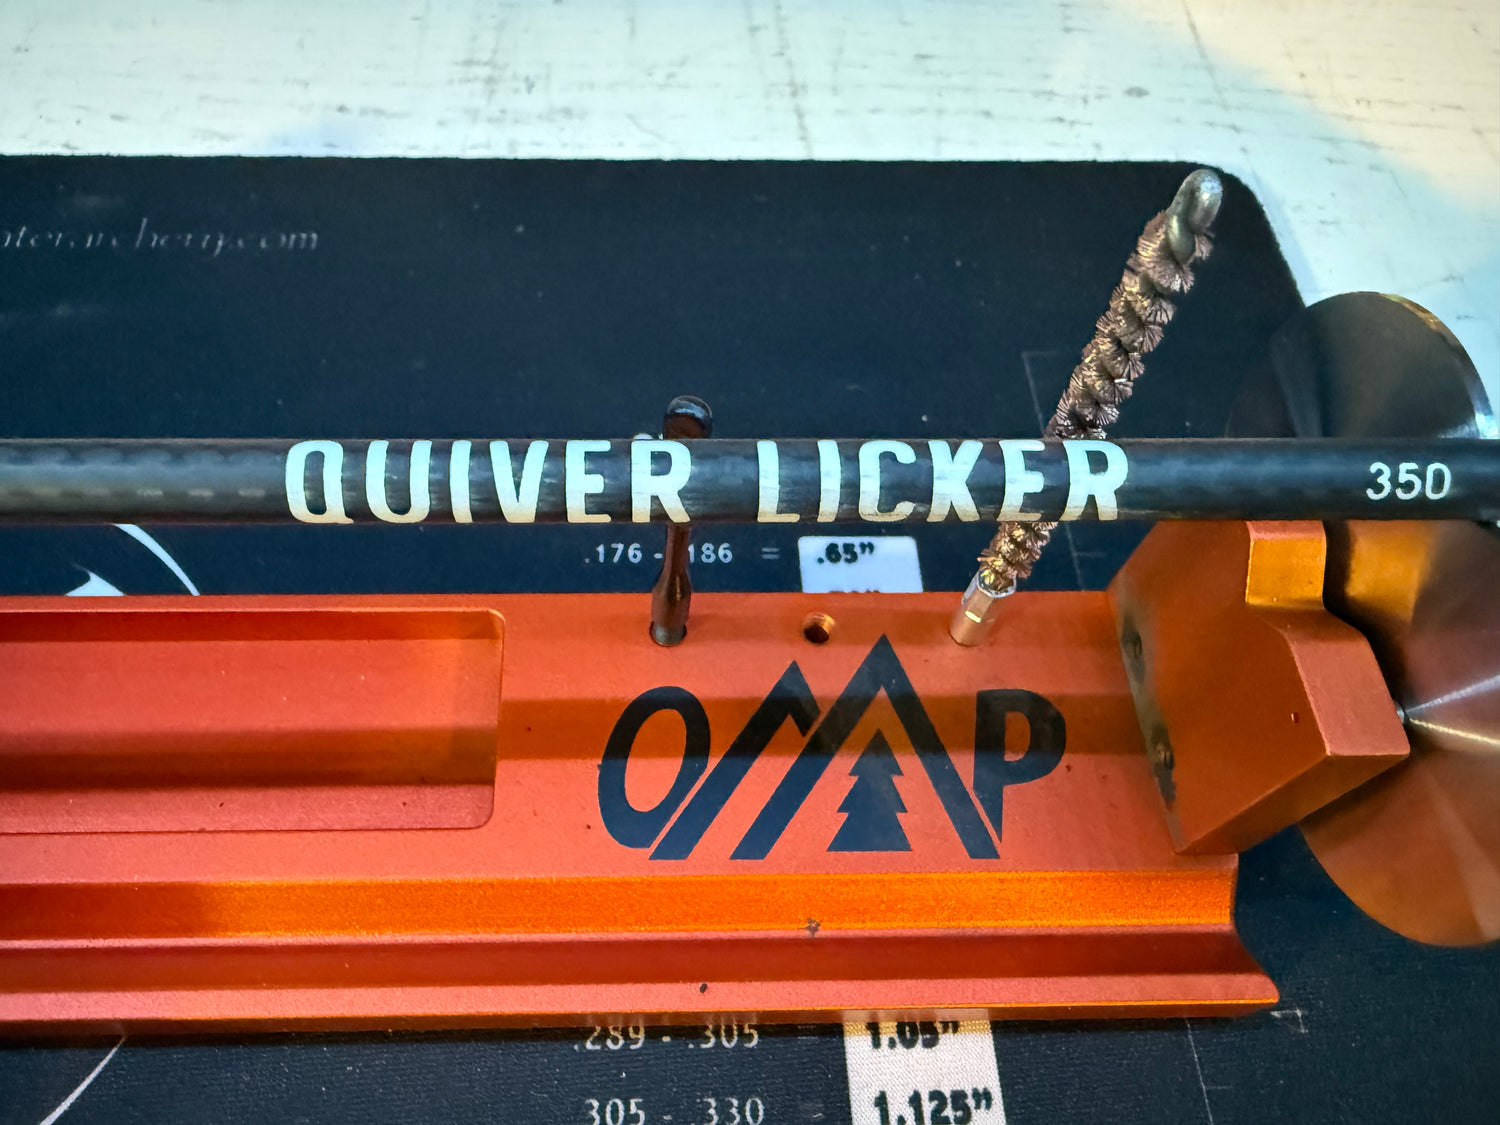 QUIVER LICKER 350
.176 - .186 = .65"
OMP
.289 - .305 1.05"
.305 - .330 1.125"